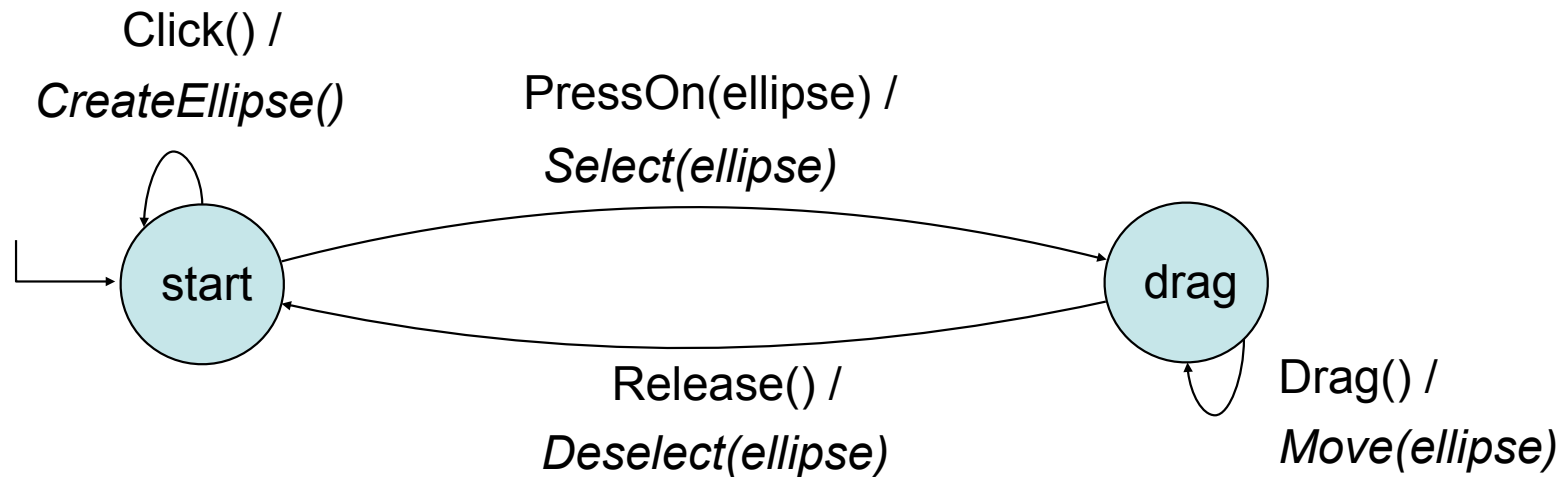 Click() /
CreateEllipse()
PressOn(ellipse) /
Select(ellipse)
start
drag
Release() /
Deselect(ellipse)
Drag() /
Move(ellipse)